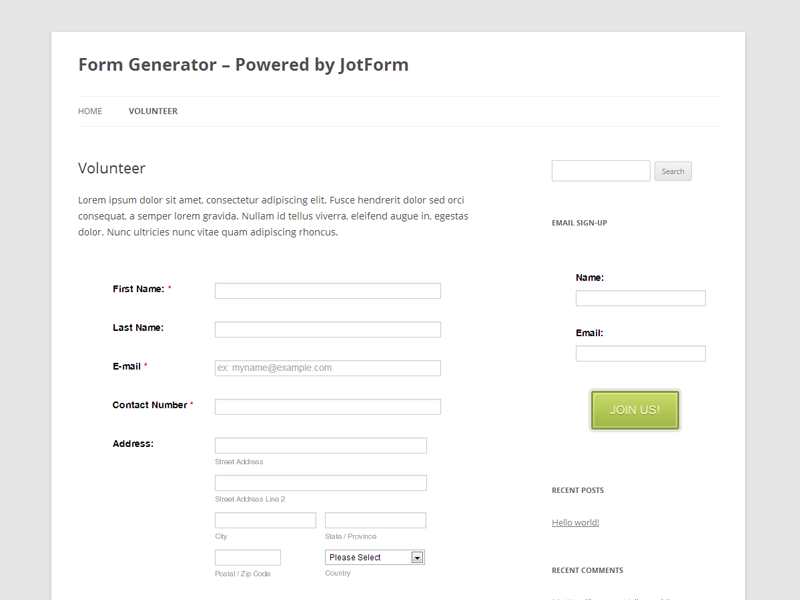 Form Generator – Powered by JotForm
HOME VOLUNTEER
Volunteer
Lorem ipsum dolor sit amet, consectetur adipiscing elit. Fusce hendrerit dolor sed orci
consequat, a semper lorem gravida. Nullam id tellus viverra, eleifend augue in, egestas
dolor. Nunc ultricies nunc vitae quam adipiscing rhoncus.
First Name: *
Last Name:
E-mail *
ex: myname@example.com
Contact Number *
Address:
Street Address
Street Address Line 2
City
State / Province
Postal / Zip Code
Please Select
Country
Search
EMAIL SIGN-UP
Name:
Email:
JOIN US!
RECENT POSTS
Hello world!
RECENT COMMENTS